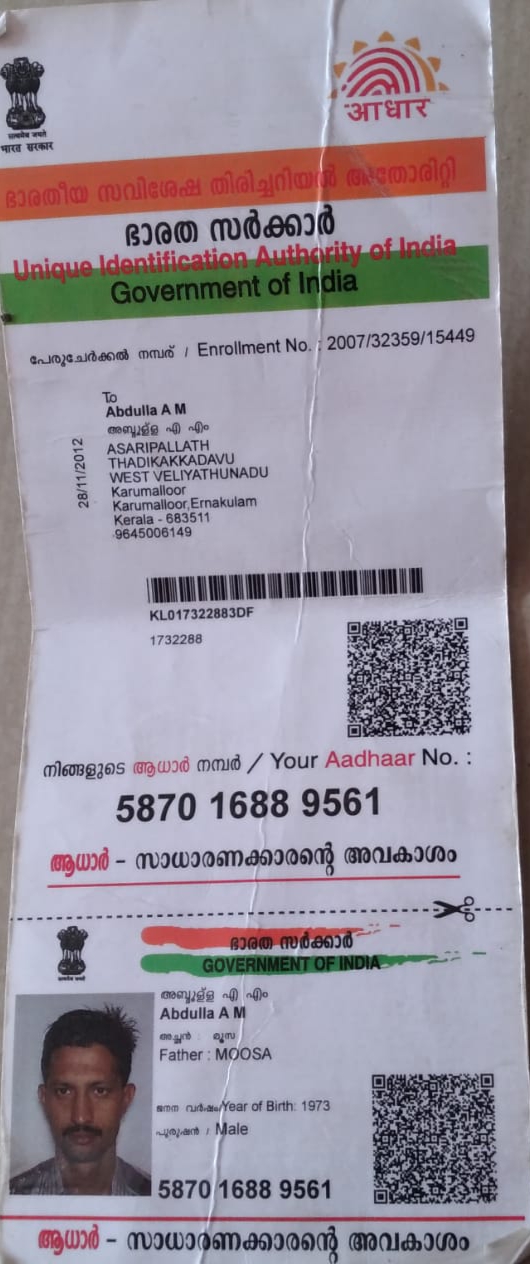 सत्यमेव जयते
भारत सरकार
आधार
ഭാരതീയ സവിശേഷ തിരിച്ചറിയൽ അതോരിറ്റി
ഭാരത സർക്കാർ
Unique Identification Authority of India
Government of India
പേരുചേർക്കൽ നമ്പര് / Enrollment No. : 2007/32359/15449
28/11/2012
To
Abdulla A M
അബ്ദുള്ള എ എം
ASARIPALLATH
THADIKAKKADAVU
WEST VELIYATHUNADU
Karumalloor
Karumalloor,Ernakulam
Kerala - 683511
9645006149
KL017322883DF
1732288
നിങ്ങളുടെ ആധാർ നമ്പർ / Your Aadhaar No. :
5870 1688 9561
ആധാർ – സാധാരണക്കാരന്റെ അവകാശം
ഭാരത സർക്കാർ
GOVERNMENT OF INDIA
അബ്ദുള്ള എ എം
Abdulla A M
അച്ഛന്‍ : മൂസ
Father : MOOSA
ജനന വര്‍ഷം/Year of Birth: 1973
പുരുഷന്‍ / Male
5870 1688 9561
ആധാർ – സാധാരണക്കാരന്റെ അവകാശം